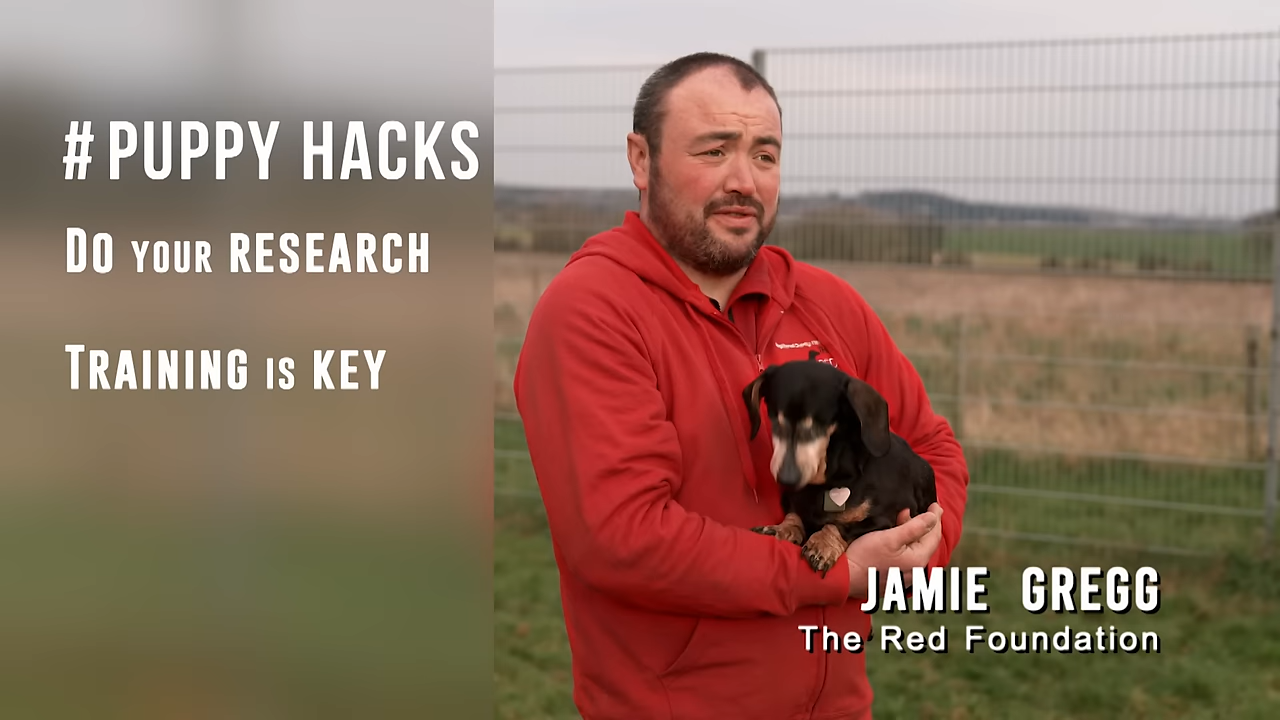 # PUPPY HACKS
DO YOUR RESEARCH
TRAINING IS KEY
JAMIE GREGG
The Red Foundation